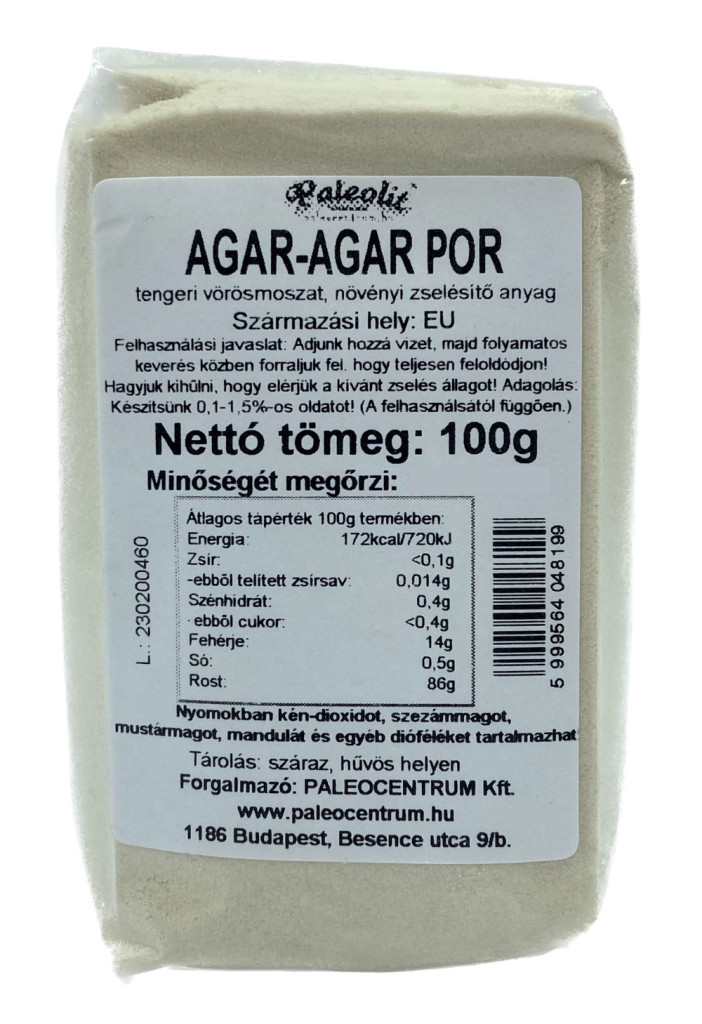 Paleolit
AGAR-AGAR POR
tengeri vörösmoszat, növényi zselésítő anyag
Származási hely: EU
Felhasználási javaslat: Adjunk hozzá vizet, majd folyamatos
keverés közben forraljuk fel, hogy teljesen feloldódjon!
Hagyjuk kihűlni, hogy elérjük a kívánt zselés állagot! Adagolás:
Készítsünk 0,1-1,5%-os oldatot! (A felhasználsától függően.)
Nettó tömeg: 100g
Minőségét megőrzi:
Átlagos tápérték 100g termékben:
Energia: 172kcal/720kJ
Zsír: <0,1g
-ebből telített zsírsav: 0,014g
Szénhidrát: 0,4g
- ebből cukor: <0,4g
Fehérje: 14g
Só: 0,5g
Rost: 86g
L.: 230200460
5 999564 048199
Nyomokban kén-dioxidot, szezámmagot,
mustármagot, mandulát és egyéb dióféléket tartalmazhat
Tárolás: száraz, hűvös helyen
Forgalmazó: PALEOCENTRUM Kft.
www.paleocentrum.hu
1186 Budapest, Besence utca 9/b.